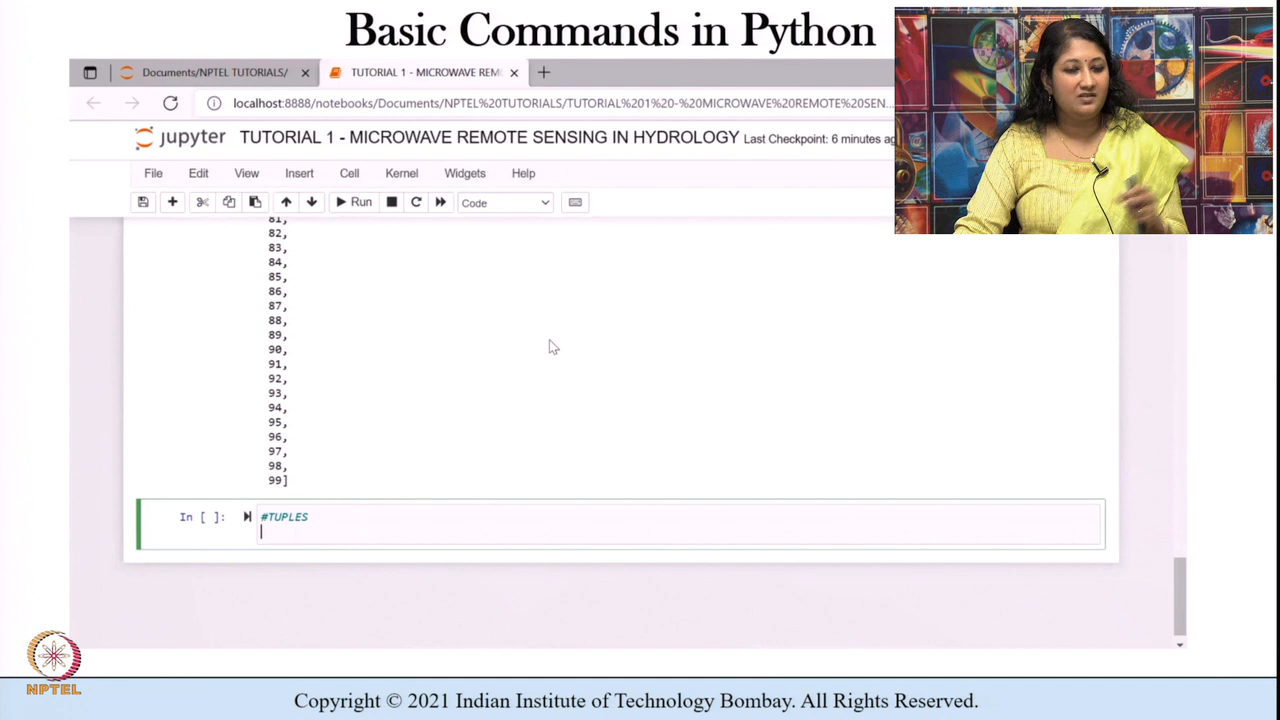 Basic Commands in Python
Documents/NPTEL TUTORIALS/
TUTORIAL 1 - MICROWAVE REM
localhost:8888/notebooks/Documents/NPTEL%20TUTORIALS/TUTORIAL%201%20-%20MICROWAVE%20REMOTE%20SEN...
jupyter TUTORIAL 1 - MICROWAVE REMOTE SENSING IN HYDROLOGY Last Checkpoint: 6 minutes ag
File Edit View Insert Cell Kernel Widgets Help
Run Code
81,
82,
83,
84,
85,
86,
87,
88,
89,
90,
91,
92,
93,
94,
95,
96,
97,
98,
99]
In [ ]: #TUPLES
NPTEL
Copyright © 2021 Indian Institute of Technology Bombay. All Rights Reserved.